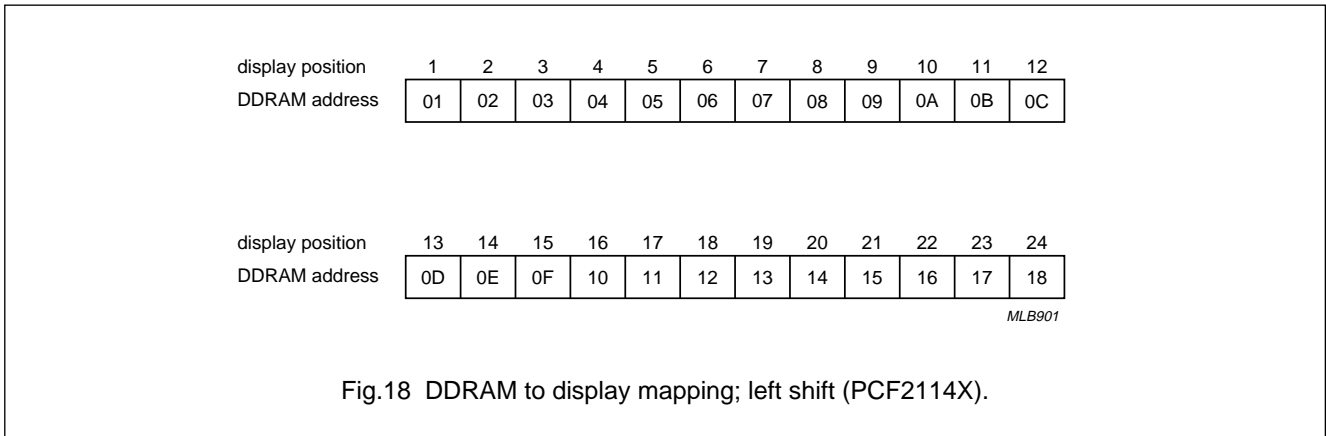 display position 1 2 3 4 5 6 7 8 9 10 11 12
DDRAM address 01 02 03 04 05 06 07 08 09 0A 0B 0C
display position 13 14 15 16 17 18 19 20 21 22 23 24
DDRAM address 0D 0E 0F 10 11 12 13 14 15 16 17 18
MLB901
Fig.18 DDRAM to display mapping; left shift (PCF2114X).